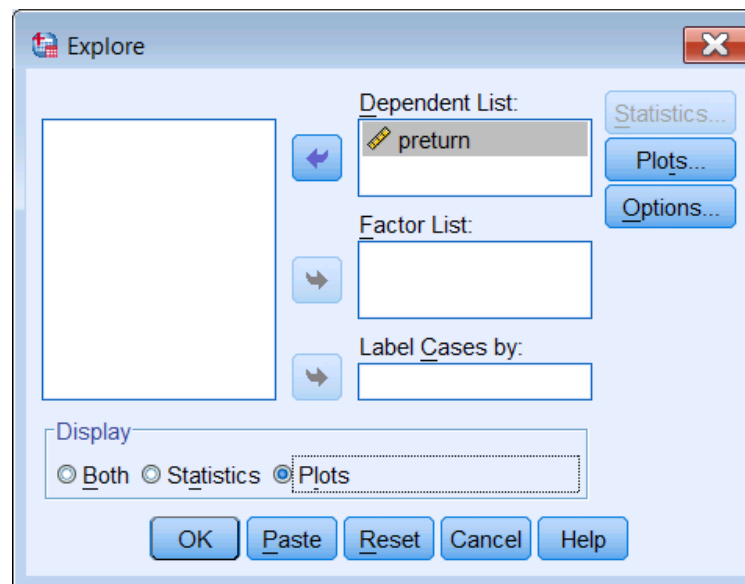 Explore
Dependent List:
preturn
Statistics...
Plots...
Options...
Factor List:
Label Cases by:
Display
Both Statistics Plots
OK Paste Reset Cancel Help